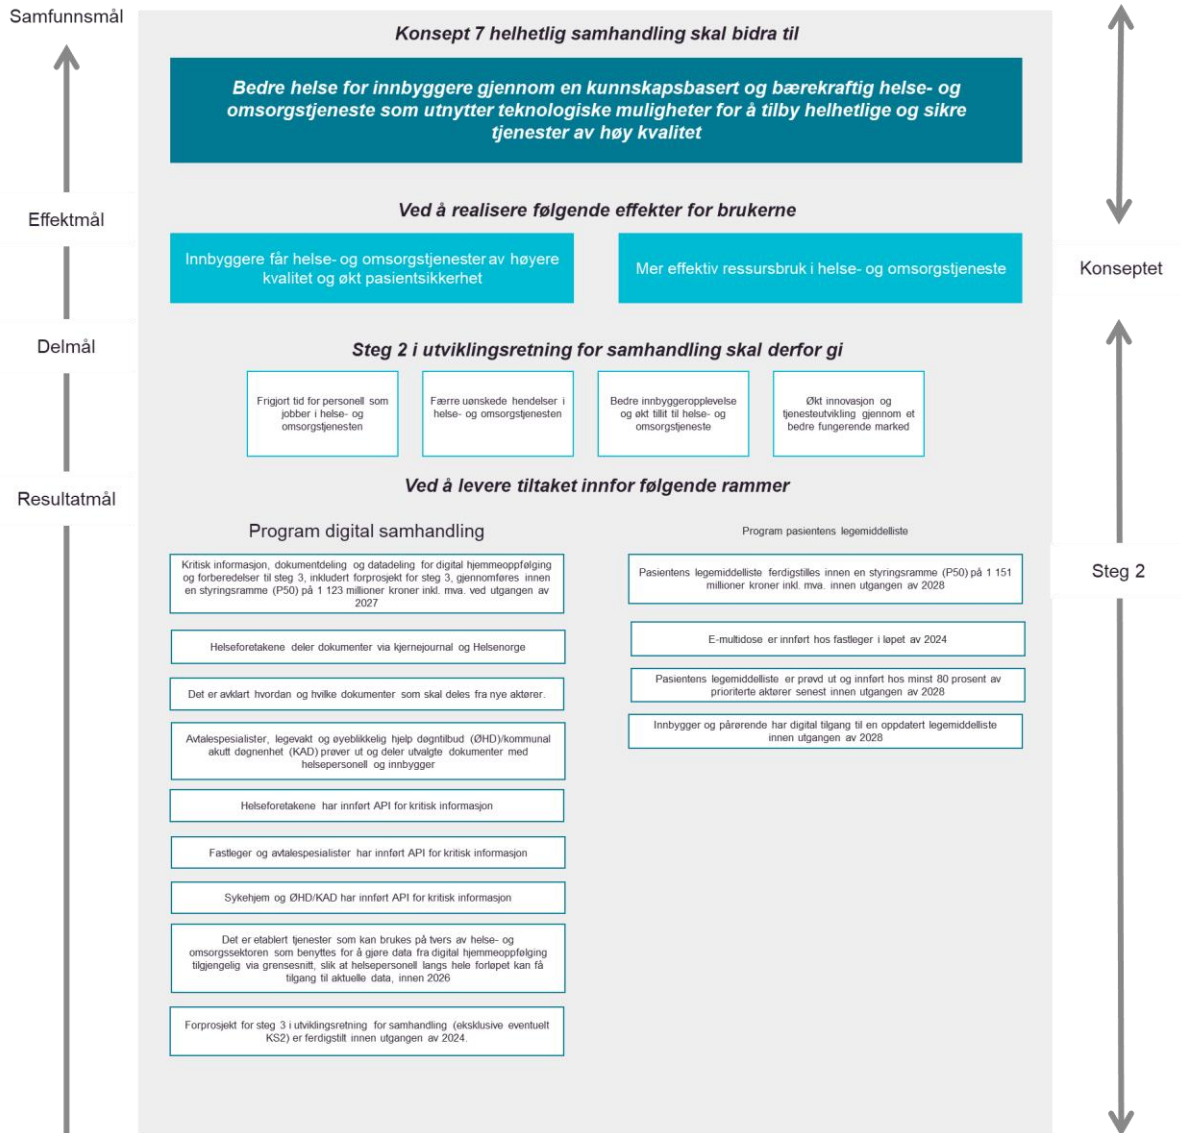 Samfunnsmål
Konsept 7 helhetlig samhandling skal bidra til
Bedre helse for innbyggere gjennom en kunnskapsbasert og bærekraftig helse- og
omsorgstjeneste som utnytter teknologiske muligheter for å tilby helhetlige og sikre
tjenester av høy kvalitet
Effektmål
Ved å realisere følgende effekter for brukerne
Innbyggere får helse- og omsorgstjenester av høyere
kvalitet og økt pasientsikkerhet
Mer effektiv ressursbruk i helse- og omsorgstjeneste
Konseptet
Delmål
Steg 2 i utviklingsretning for samhandling skal derfor gi
Frigjort tid for personell som
jobber i helse- og
omsorgstjenesten
Færre uønskede hendelser i
helse- og omsorgstjenesten
Bedre innbyggeropplevelse
og økt tillit til helse- og
omsorgstjeneste
Økt innovasjon og
tjenesteutvikling gjennom et
bedre fungerende marked
Resultatmål
Ved å levere tiltaket innfor følgende rammer
Program digital samhandling
Kritisk informasjon, dokumentdeling og datadeling for digital hjemmeoppfølging
og forberedelser til steg 3, inkludert forprosjekt for steg 3, gjennomføres innen
en styringsramme (P50) på 1 123 millioner kroner inkl. mva. ved utgangen av
2027
Helseforetakene deler dokumenter via kjernejournal og Helsenorge
Det er avklart hvordan og hvilke dokumenter som skal deles fra nye aktører.
Avtalespesialister, legevakt og øyeblikkelig hjelp døgntilbud (ØHD)/kommunal
akutt døgnenhet (KAD) prøver ut og deler utvalgte dokumenter med
helsepersonell og innbygger
Helseforetakene har innført API for kritisk informasjon
Fastleger og avtalespesialister har innført API for kritisk informasjon
Sykehjem og ØHD/KAD har innført API for kritisk informasjon
Det er etablert tjenester som kan brukes på tvers av helse- og
omsorgssektoren som benyttes for å gjøre data fra digital hjemmeoppfølging
tilgjengelig via grensesnitt, slik at helsepersonell langs hele forløpet kan få
tilgang til aktuelle data, innen 2026
Forprosjekt for steg 3 i utviklingsretning for samhandling (eksklusive eventuelt
KS2) er ferdigstilt innen utgangen av 2024.
Program pasientens legemiddelliste
Pasientens legemiddelliste ferdigstilles innen en styringsramme (P50) på 1 151
millioner kroner inkl. mva. innen utgangen av 2028
E-multidose er innført hos fastleger i løpet av 2024
Pasientens legemiddelliste er prøvd ut og innført hos minst 80 prosent av
prioriterte aktører senest innen utgangen av 2028
Innbygger og pårørende har digital tilgang til en oppdatert legemiddelliste
innen utgangen av 2028
Steg 2